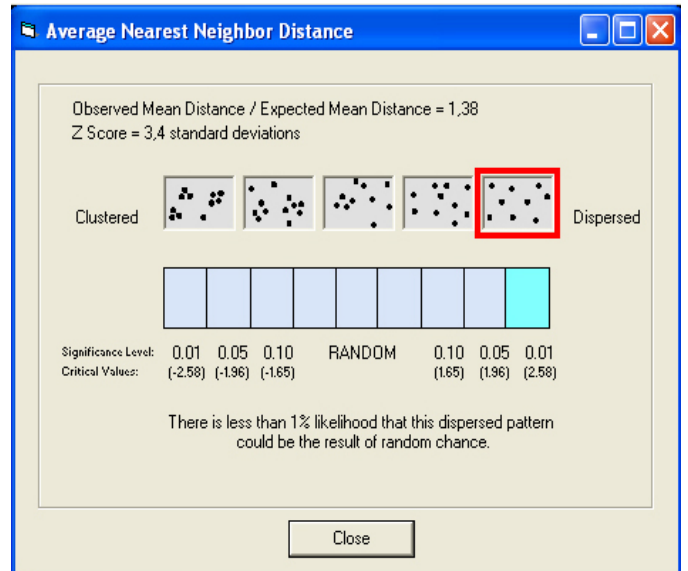 Average Nearest Neighbor Distance
Observed Mean Distance / Expected Mean Distance = 1,38
Z Score = 3,4 standard deviations
Clustered
Dispersed
Significance Level: 0.01 0.05 0.10 RANDOM 0.10 0.05 0.01
Critical Values: (-2.58) (-1.96) (-1.65) (1.65) (1.96) (2.58)
There is less than 1% likelihood that this dispersed pattern
could be the result of random chance.
Close